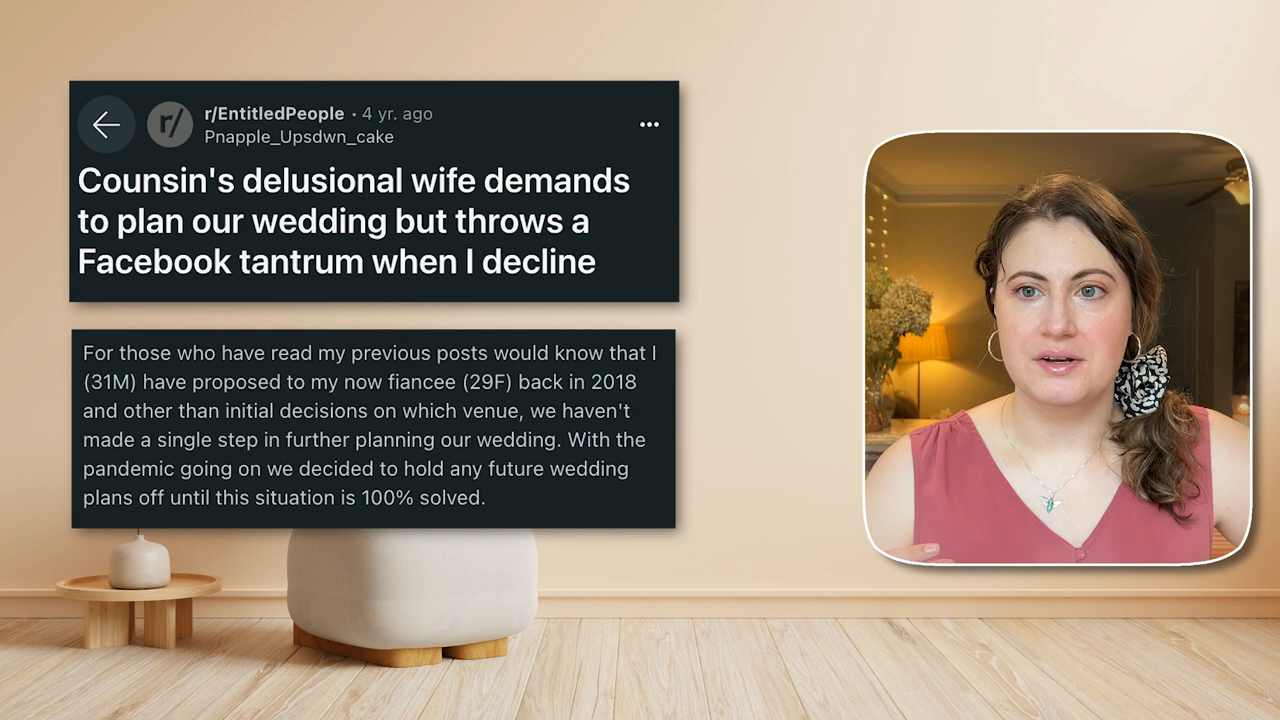 r/EntitledPeople • 4 yr. ago
Pnapple_Upsdwn_cake
Counsin's delusional wife demands
to plan our wedding but throws a
Facebook tantrum when I decline
For those who have read my previous posts would know that I
(31M) have proposed to my now fiancee (29F) back in 2018
and other than initial decisions on which venue, we haven't
made a single step in further planning our wedding. With the
pandemic going on we decided to hold any future wedding
plans off until this situation is 100% solved.